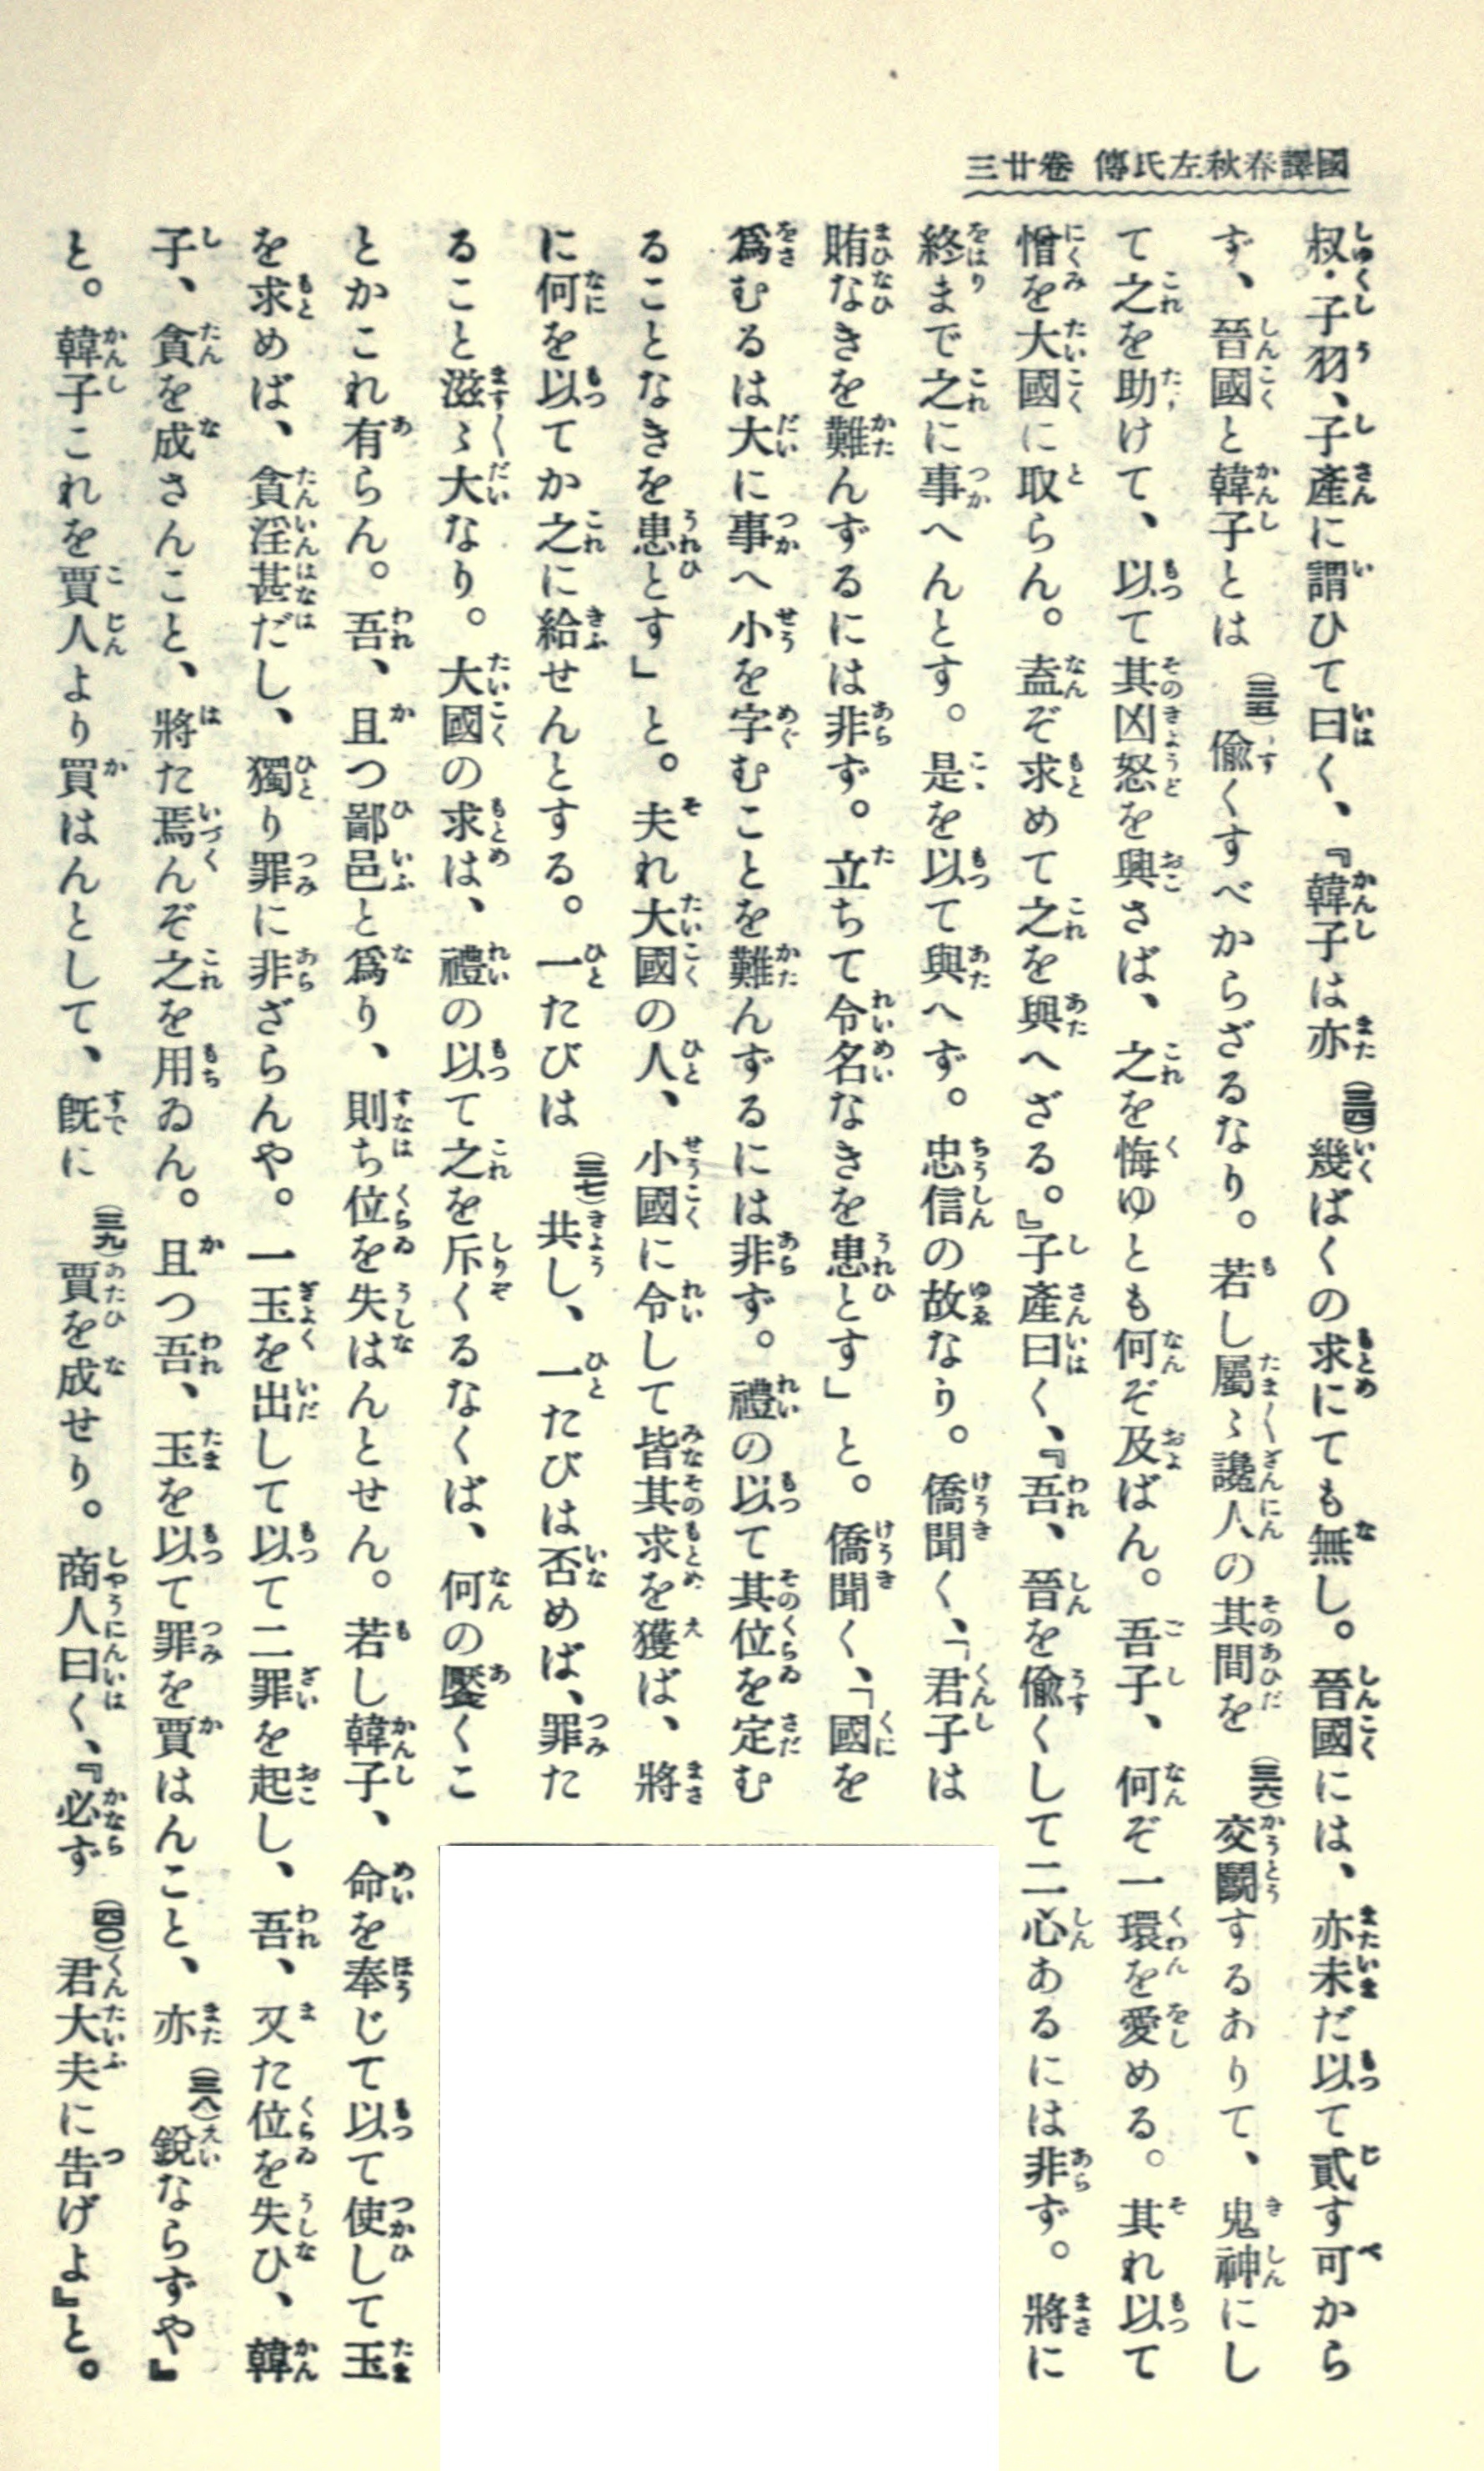 國譯春秋左氏傳 卷廿三
叔・子羽、子產に謂ひて曰く、『韓子は亦(三四)幾ばくの求にても無し。晉國には、亦未だ以て貳す可から
ず、晉國と韓子とは(三五)偸くすべからざるなり。若し屬〻讒人の其間を(三六)交鬭するありて、鬼神にし
て之を助けて、以て其凶怒を興さば、之を悔ゆとも何ぞ及ばん。吾子、何ぞ一環を愛める。其れ以て
憎を大國に取らん。盍ぞ求めて之を與へざる。』子產曰く、『吾、晉を偸くして二心あるには非ず。將に
終まで之に事へんとす。是を以て與へず。忠信の故なり。僑聞く、「君子は
賄なきを難んずるには非ず。立ちて令名なきを患とす」と。僑聞く、「國を
爲むるは大に事へ小を字むことを難んずるには非ず。禮の以て其位を定む
ることなきを患とす」と。夫れ大國の人、小國に令して皆其求を獲ば、將
に何を以てか之に給せんとする。一たびは(三七)共し、一たびは否めば、罪た
ること滋〻大なり。大國の求は、禮の以て之を斥くるなくば、何の饜くこ
とかこれ有らん。吾、且つ鄙邑と爲り、則ち位を失はんとせん。若し韓子、命を奉じて以て使して玉
を求めば、貪淫甚だし、獨り罪に非ざらんや。一玉を出して以て二罪を起し、吾、又た位を失ひ、韓
子、貪を成さんこと、將た焉んぞ之を用ゐん。且つ吾、玉を以て罪を賈はんこと、亦(三八)銳ならずや』
と。韓子これを賈人より買はんとして、旣に(三九)賈を成せり。商人曰く、『必ず(四〇)君大夫に告げよ』と。